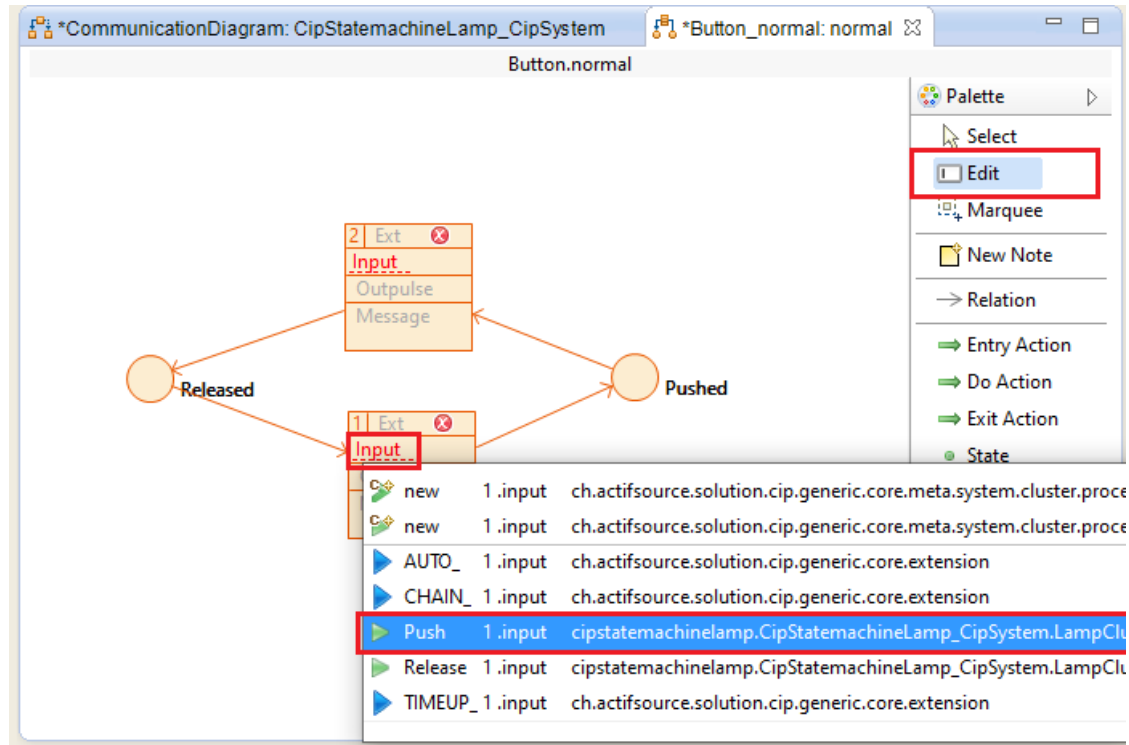 *CommunicationDiagram: CipStatemachineLamp_CipSystem
*Button_normal: normal
Button.normal
Palette
Select
Edit
Marquee
New Note
Relation
Entry Action
Do Action
Exit Action
State
2 Ext
Input
Outpulse
Message
Released
Pushed
1 Ext
Input
new 1 .input ch.actifsource.solution.cip.generic.core.meta.system.cluster.proce
new 1 .input ch.actifsource.solution.cip.generic.core.meta.system.cluster.proce
AUTO_ 1 .input ch.actifsource.solution.cip.generic.core.extension
CHAIN_ 1 .input ch.actifsource.solution.cip.generic.core.extension
Push 1 .input cipstatemachinelamp.CipStatemachineLamp_CipSystem.LampClu
Release 1 .input cipstatemachinelamp.CipStatemachineLamp_CipSystem.LampClu
TIMEUP_ 1 .input ch.actifsource.solution.cip.generic.core.extension